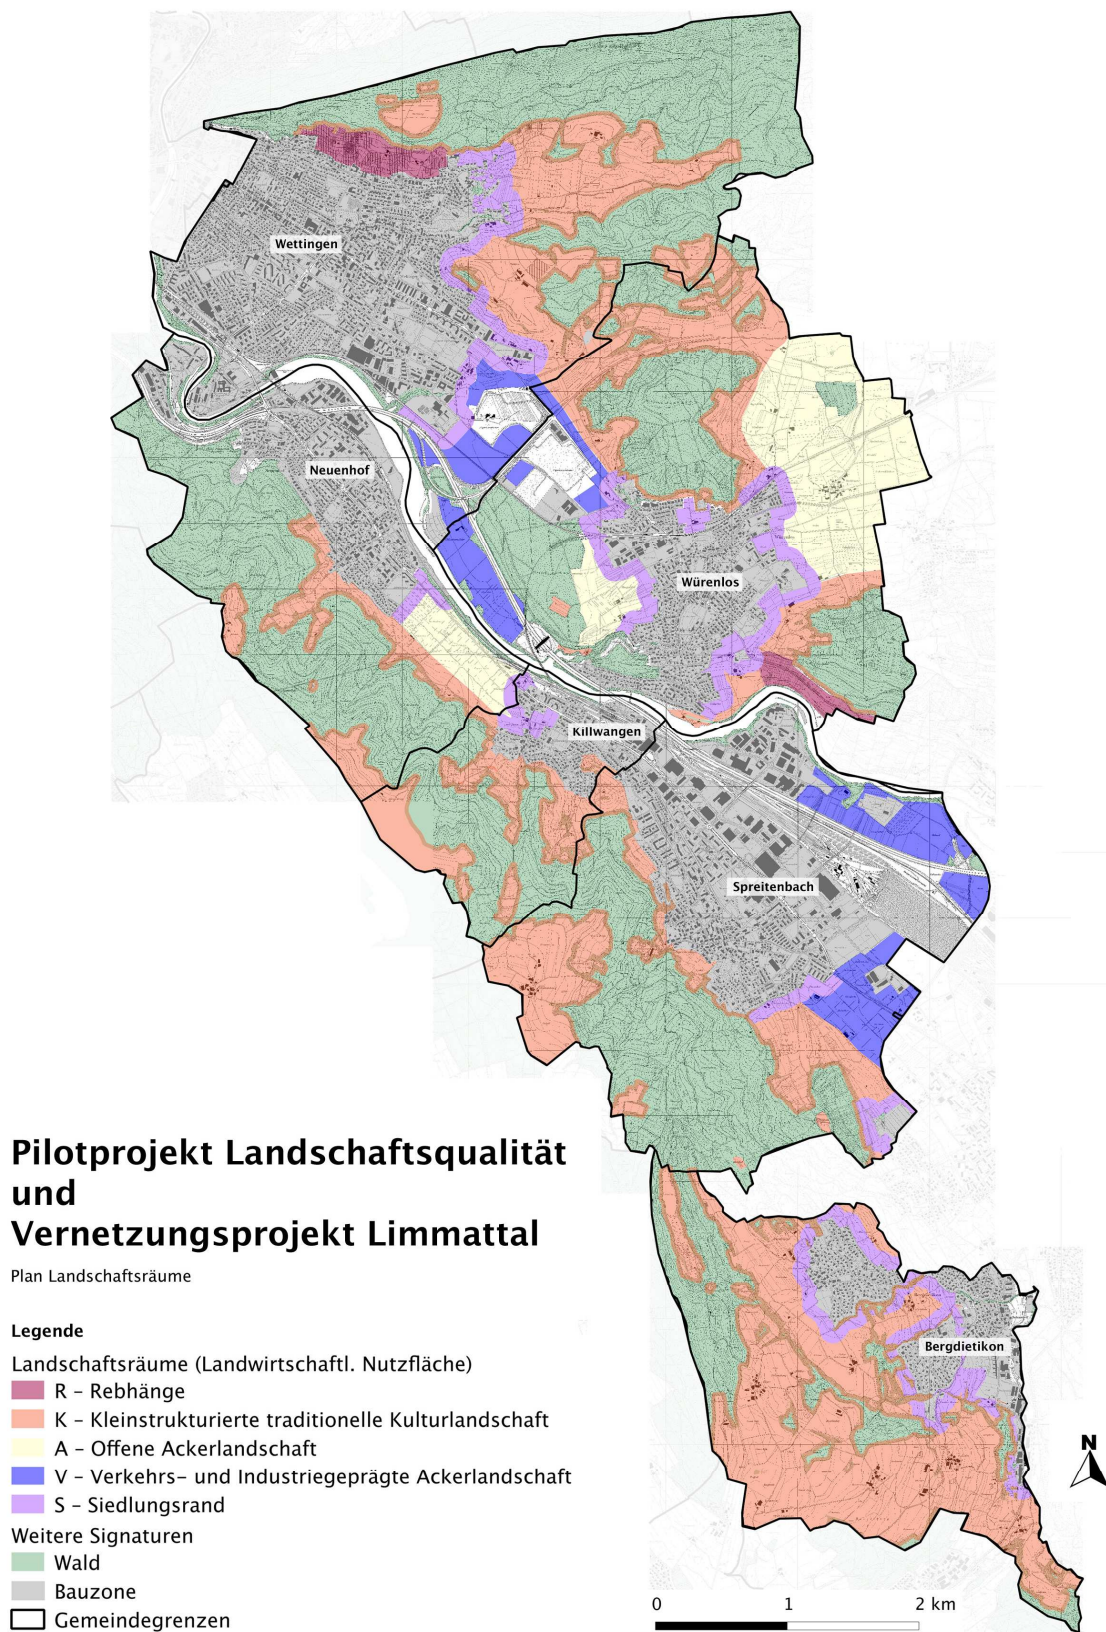 Wettingen
Neuenhof
Würenlos
Killwangen
Spreitenbach
Pilotprojekt Landschaftsqualität
und
Vernetzungsprojekt Limmattal
Plan Landschaftsräume
Legende
Landschaftsräume (Landwirtschaftl. Nutzfläche)
R – Rebhänge
K – Kleinstrukturierte traditionelle Kulturlandschaft
A – Offene Ackerlandschaft
V – Verkehrs- und Industriegeprägte Ackerlandschaft
S – Siedlungsrand
Weitere Signaturen
Wald
Bauzone
Gemeindegrenzen
Bergdietikon
N
0 1 2 km